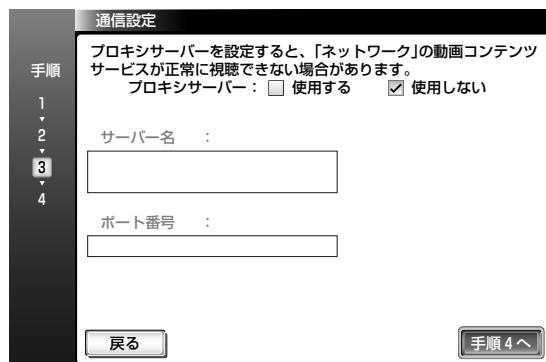 通信設定
手順
1
2
3
4
プロキシサーバーを設定すると、「ネットワーク」の動画コンテンツ
サービスが正常に視聴できない場合があります。
プロキシサーバー： 使用する 使用しない
サーバー名 ：
ポート番号 ：
戻る
手順4へ